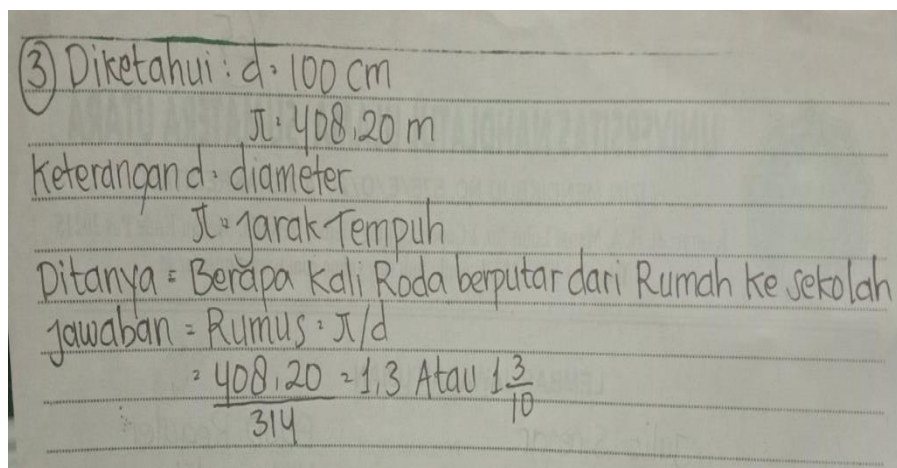 ③ Diketahui : d = 100 cm
π = 408,20 m
Keterangan d = diameter
π = Jarak Tempuh
Ditanya = Berapa Kali Roda berputar dari Rumah Ke sekolah
Jawaban = Rumus = π/d
= 408,20 / 314 = 1,3 Atau 1 3/10